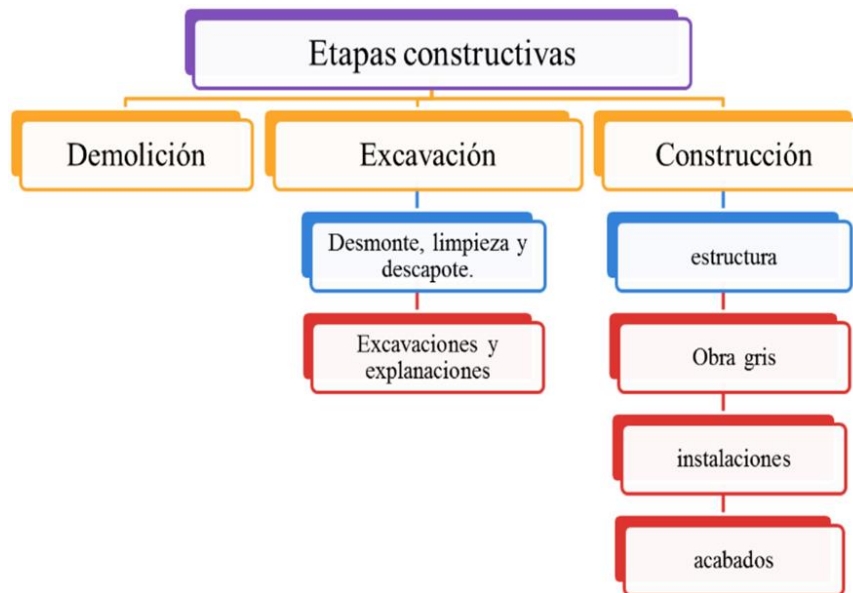 Etapas constructivas
Demolición
Excavación
Construcción
Desmonte, limpieza y
descapote.
estructura
Excavaciones y
explanaciones
Obra gris
instalaciones
acabados